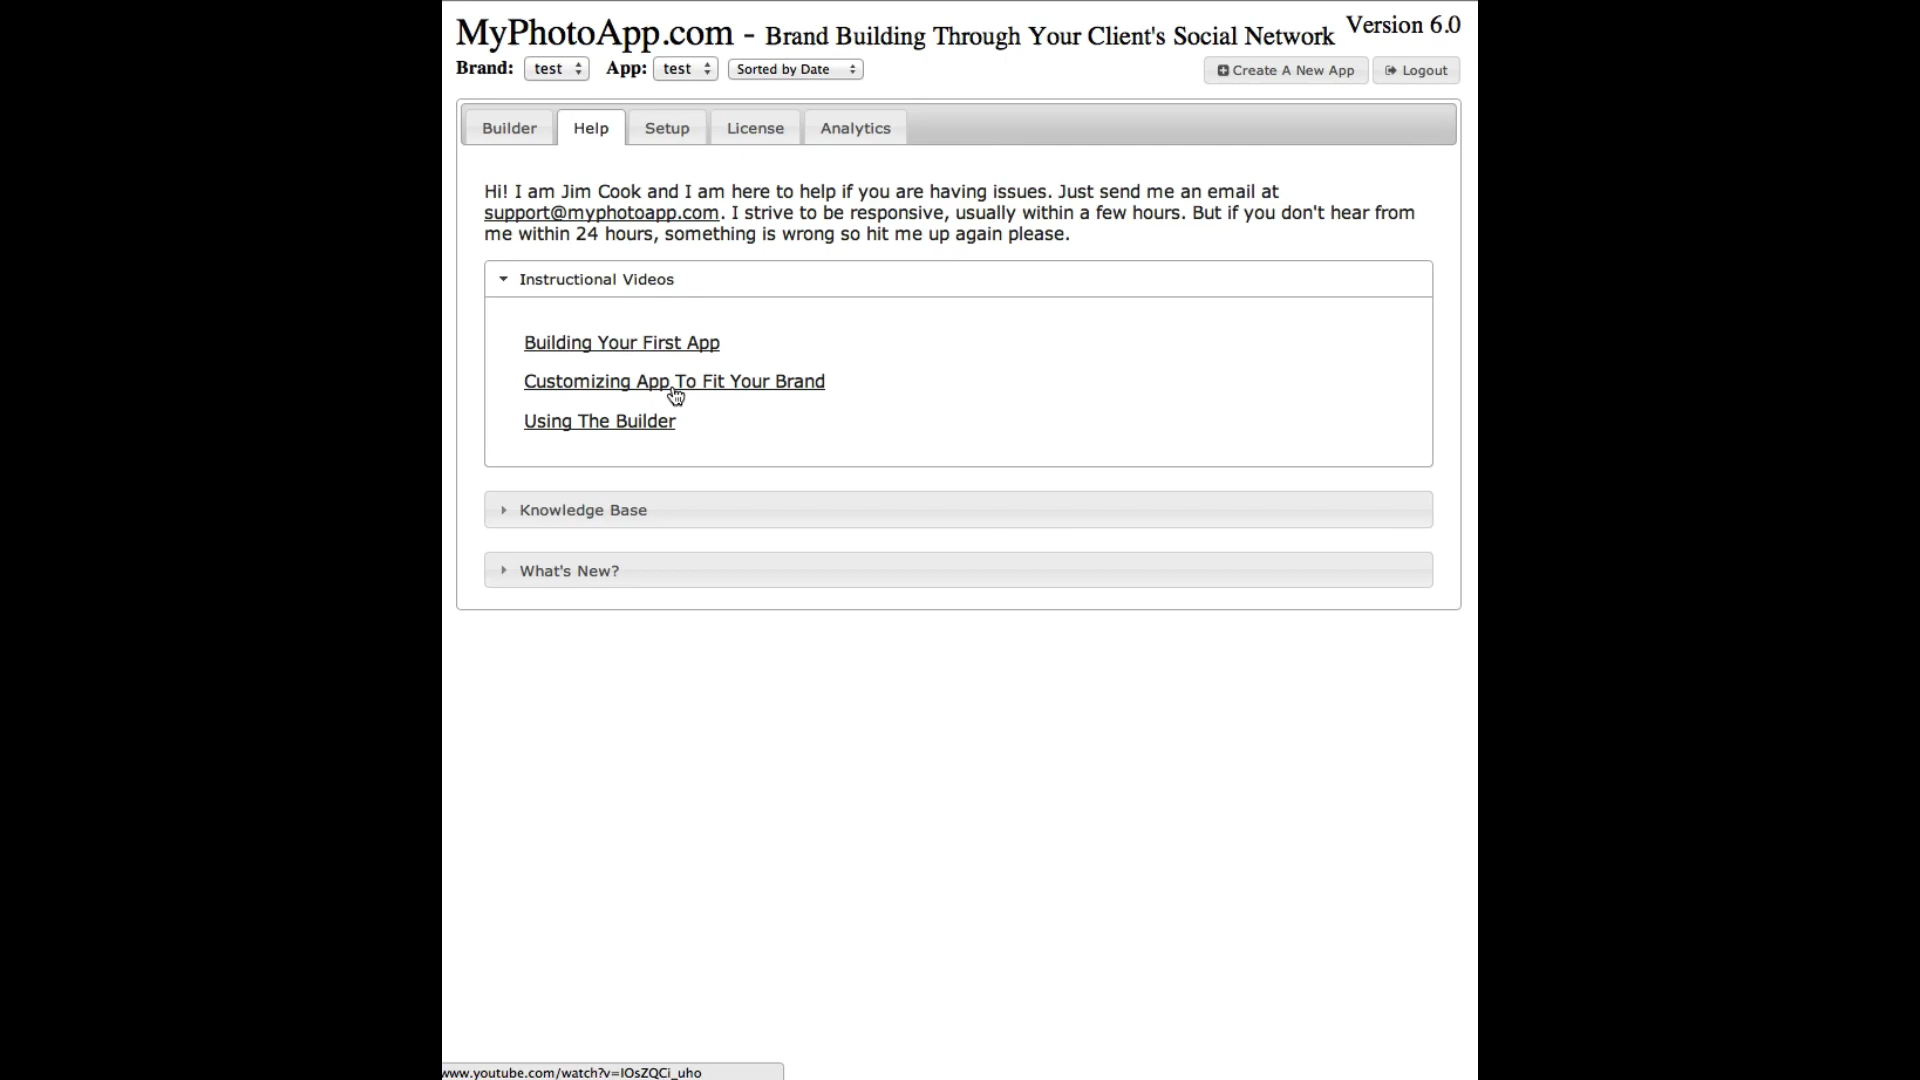 MyPhotoApp.com - Brand Building Through Your Client's Social Network Version 6.0
Brand: test App: test Sorted by Date Create A New App Logout
Builder Help Setup License Analytics
Hi! I am Jim Cook and I am here to help if you are having issues. Just send me an email at
support@myphotoapp.com. I strive to be responsive, usually within a few hours. But if you don't hear from
me within 24 hours, something is wrong so hit me up again please.
Instructional Videos
Building Your First App
Customizing App To Fit Your Brand
Using The Builder
Knowledge Base
What's New?
www.youtube.com/watch?v=IOsZQCi_uho